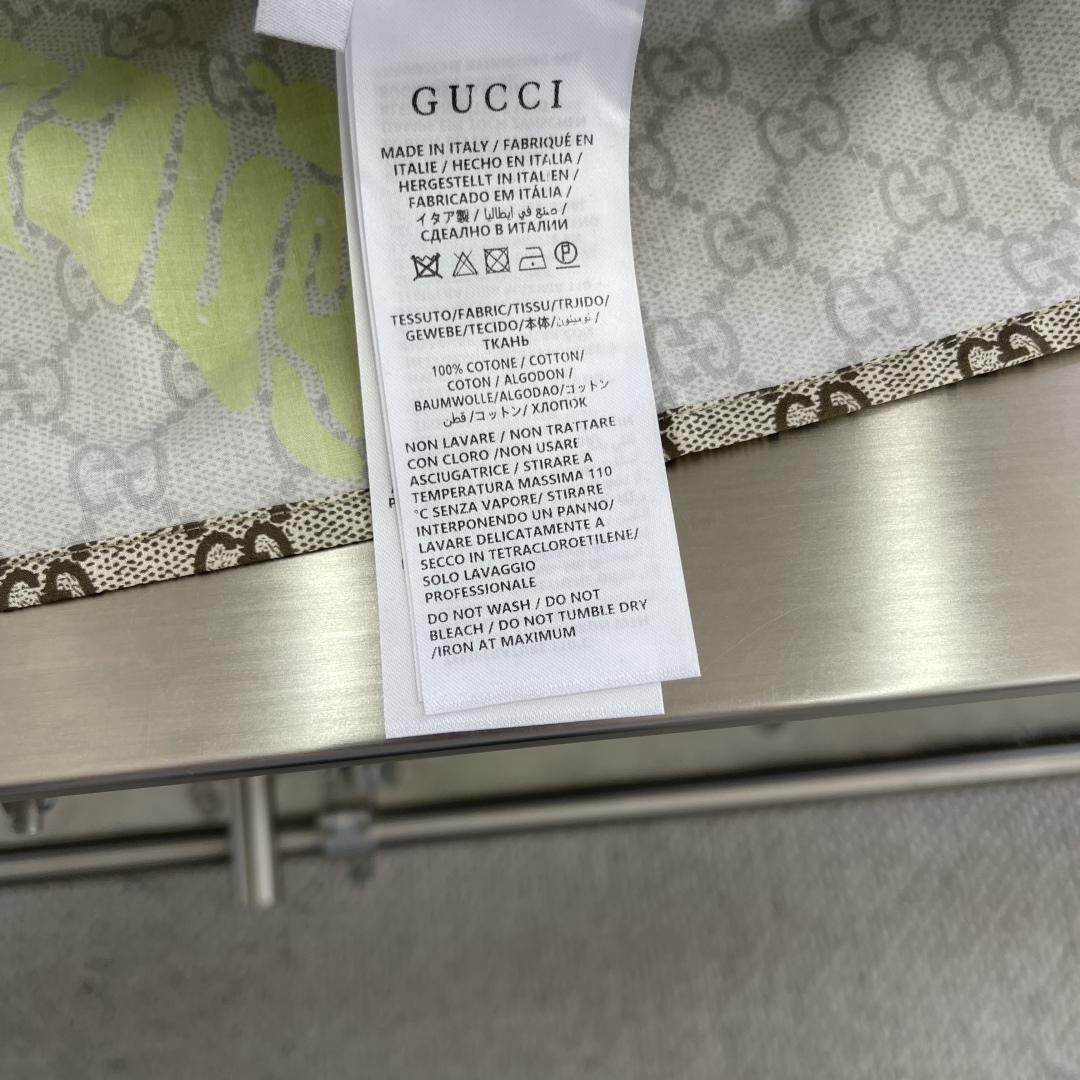 GUCCI
MADE IN ITALY / FABRIQUÉ EN
ITALIE / HECHO EN ITALIA /
HERGESTELLT IN ITALIEN /
FABRICADO EM ITÁLIA /
イタア製 / صنع في ايطاليا /
СДЕАЛНО В ИТАЛИИ
P
TESSUTO/FABRIC/TISSU/TRJIDO/
GEWEBE/TECIDO/本体/
ТКАНЬ
100% COTONE / COTTON/
COTON / ALGODON /
BAUMWOLLE/ALGODAO/コットン
قطن /コットン/ ХЛОПОК
NON LAVARE / NON TRATTARE
CON CLORO /NON USARE
ASCIUGATRICE / STIRARE A
TEMPERATURA MASSIMA 110
°C SENZA VAPORE/ STIRARE
INTERPONENDO UN PANNO/
LAVARE DELICATAMENTE A
SECCO IN TETRACLOROETILENE/
SOLO LAVAGGIO
PROFESSIONALE
DO NOT WASH / DO NOT
BLEACH / DO NOT TUMBLE DRY
/IRON AT MAXIMUM